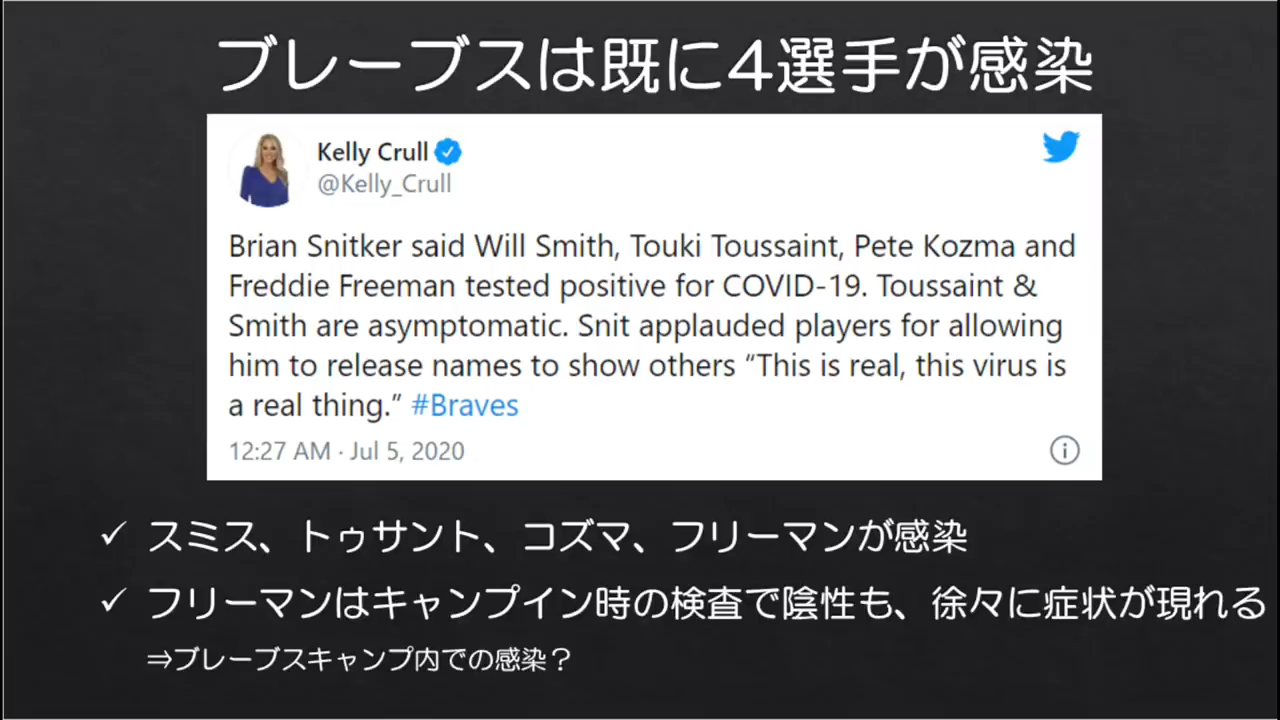 ブレーブスは既に4選手が感染
Kelly Crull
@Kelly_Crull
Brian Snitker said Will Smith, Touki Toussaint, Pete Kozma and
Freddie Freeman tested positive for COVID-19. Toussaint &
Smith are asymptomatic. Snit applauded players for allowing
him to release names to show others “This is real, this virus is
a real thing.” #Braves
12:27 AM · Jul 5, 2020
✓ スミス、トゥサント、コズマ、フリーマンが感染
✓ フリーマンはキャンプイン時の検査で陰性も、徐々に症状が現れる
⇒ブレーブスキャンプ内での感染？